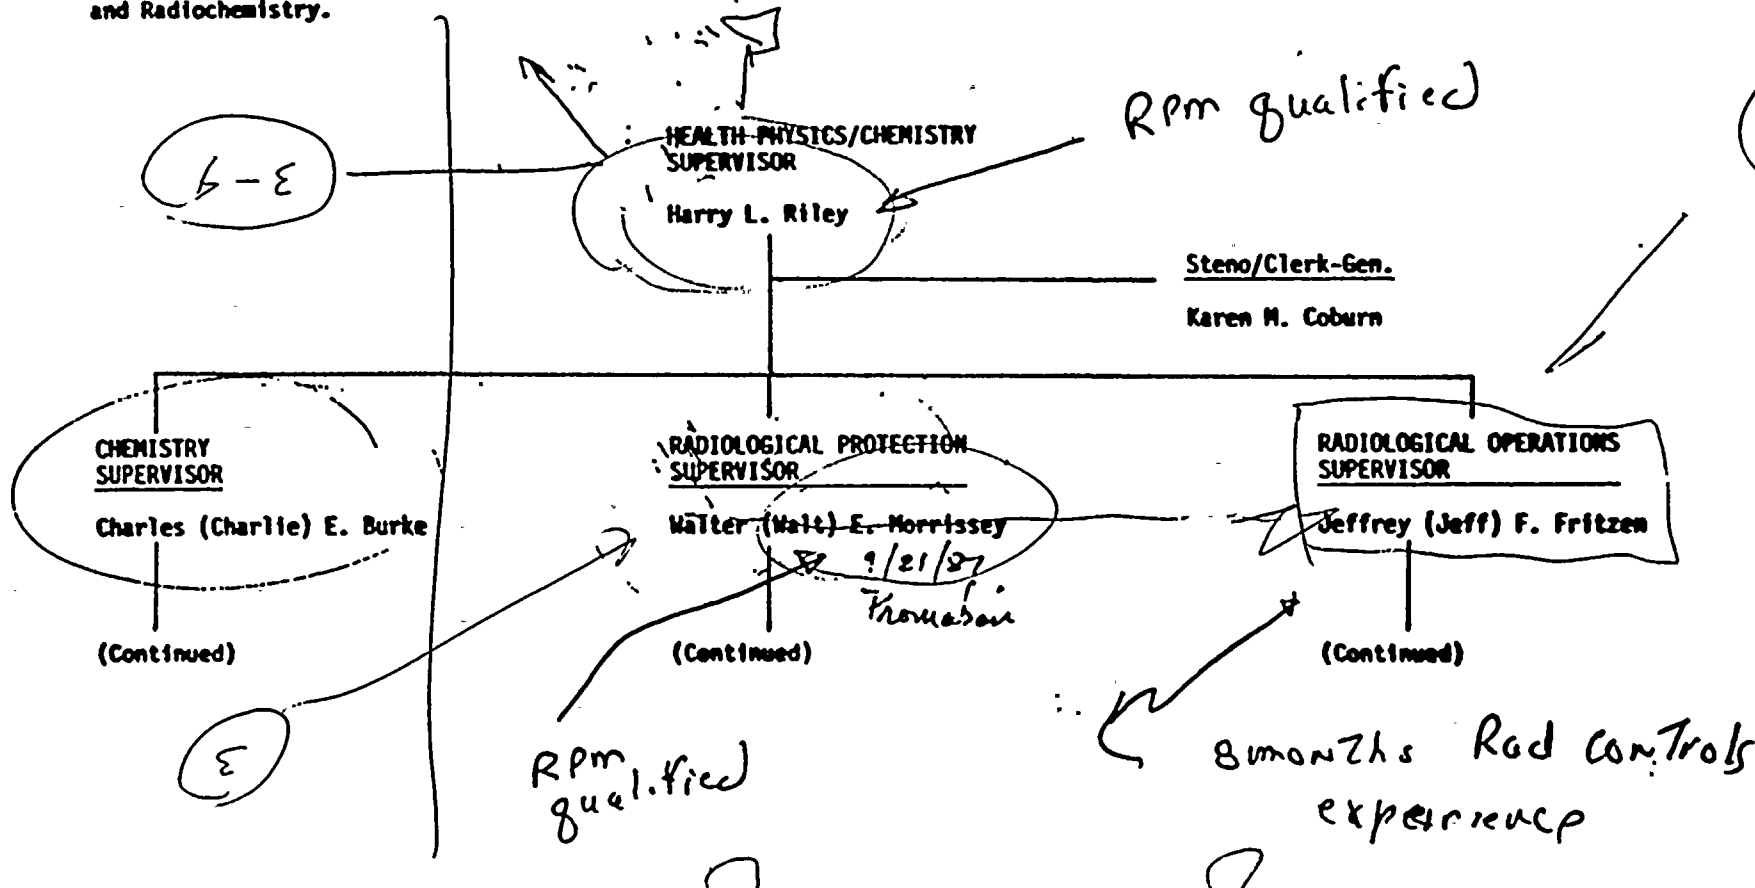 and Radiochemistry.
RPM qualified
HEALTH PHYSICS/CHEMISTRY
SUPERVISOR
Harry L. Riley
Steno/Clerk-Gen.
Karen M. Coburn
CHEMISTRY
SUPERVISOR
Charles (Charlie) E. Burke
(Continued)
RADIOLOGICAL PROTECTION
SUPERVISOR
Walter (Walt) E. Morrissey
9/21/87
(Continued)
RADIOLOGICAL OPERATIONS
SUPERVISOR
Jeffrey (Jeff) F. Fritzen
(Continued)
3
RPM
qualified
8 months Rad controls
experience